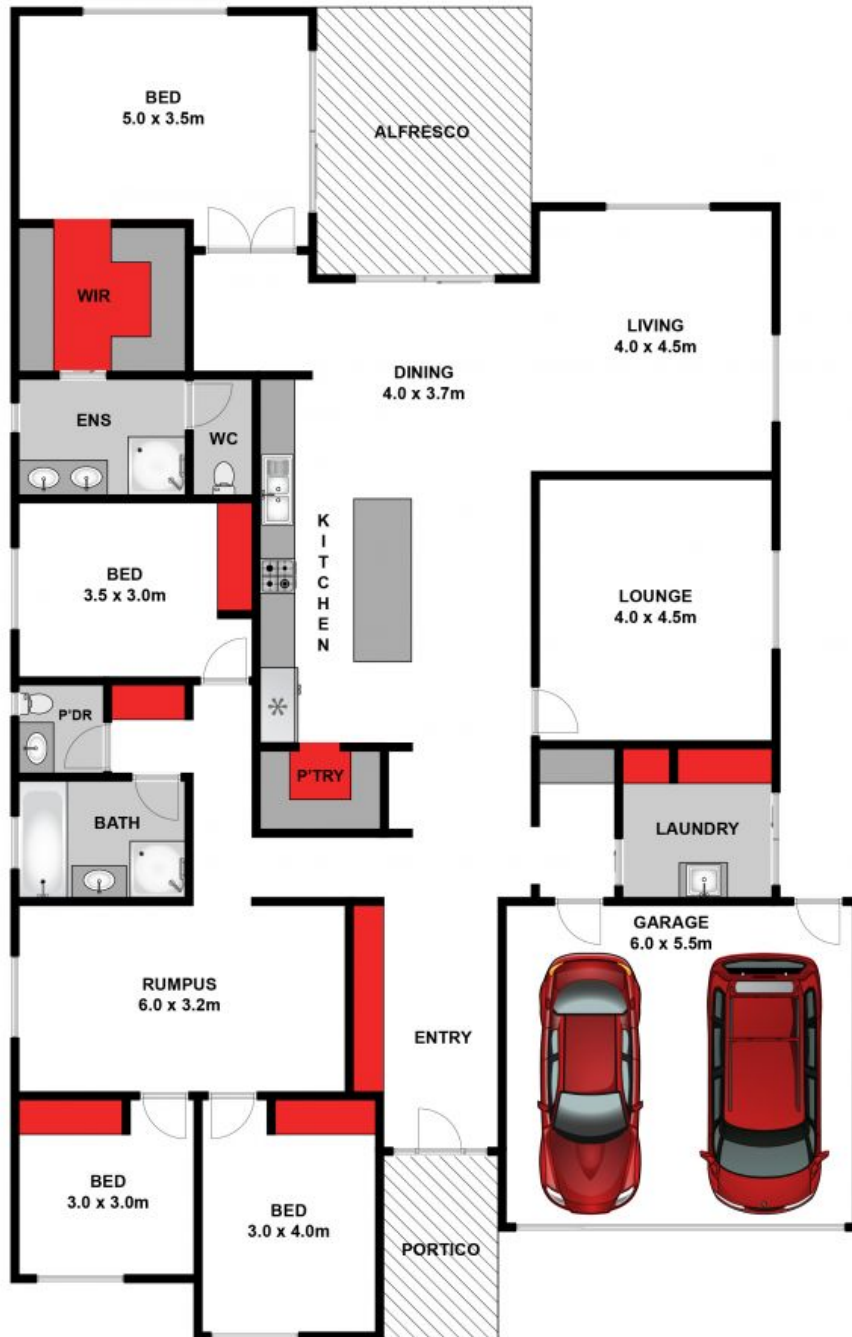 BED
5.0 x 3.5m
ALFRESCO
WIR
LIVING
4.0 x 4.5m
DINING
4.0 x 3.7m
ENS
WC
KITCHEN
BED
3.5 x 3.0m
LOUNGE
4.0 x 4.5m
P'DR
P'TRY
BATH
LAUNDRY
GARAGE
6.0 x 5.5m
RUMPUS
6.0 x 3.2m
ENTRY
BED
3.0 x 3.0m
BED
3.0 x 4.0m
PORTICO